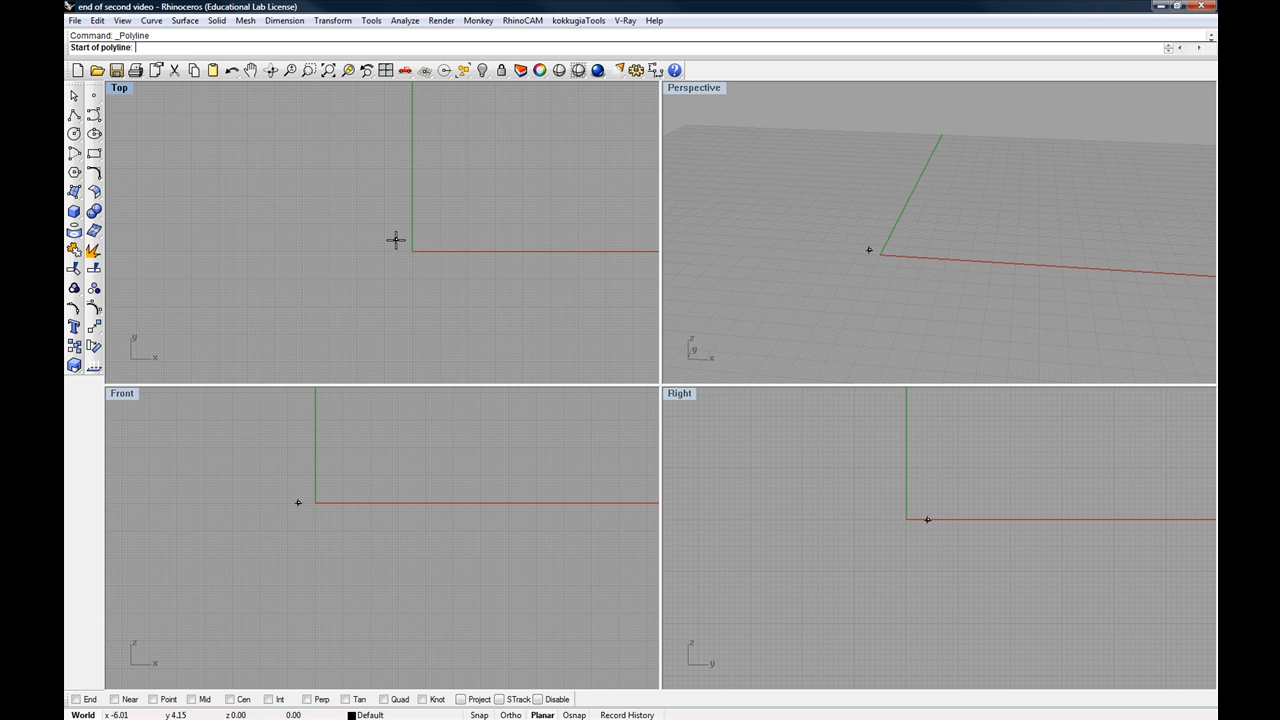 end of second video - Rhinoceros (Educational Lab License)
File Edit View Curve Surface Solid Mesh Dimension Transform Tools Analyze Render Monkey RhinoCAM kokkugiaTools V-Ray Help
Command: _Polyline
Start of polyline:
Top
Perspective
y
x
z
y
x
Front
Right
z
x
z
y
End Near Point Mid Cen Int Perp Tan Quad Knot Project STrack Disable
World x -6.01 y 4.15 z 0.00 0.00 Default Snap Ortho Planar Osnap Record History